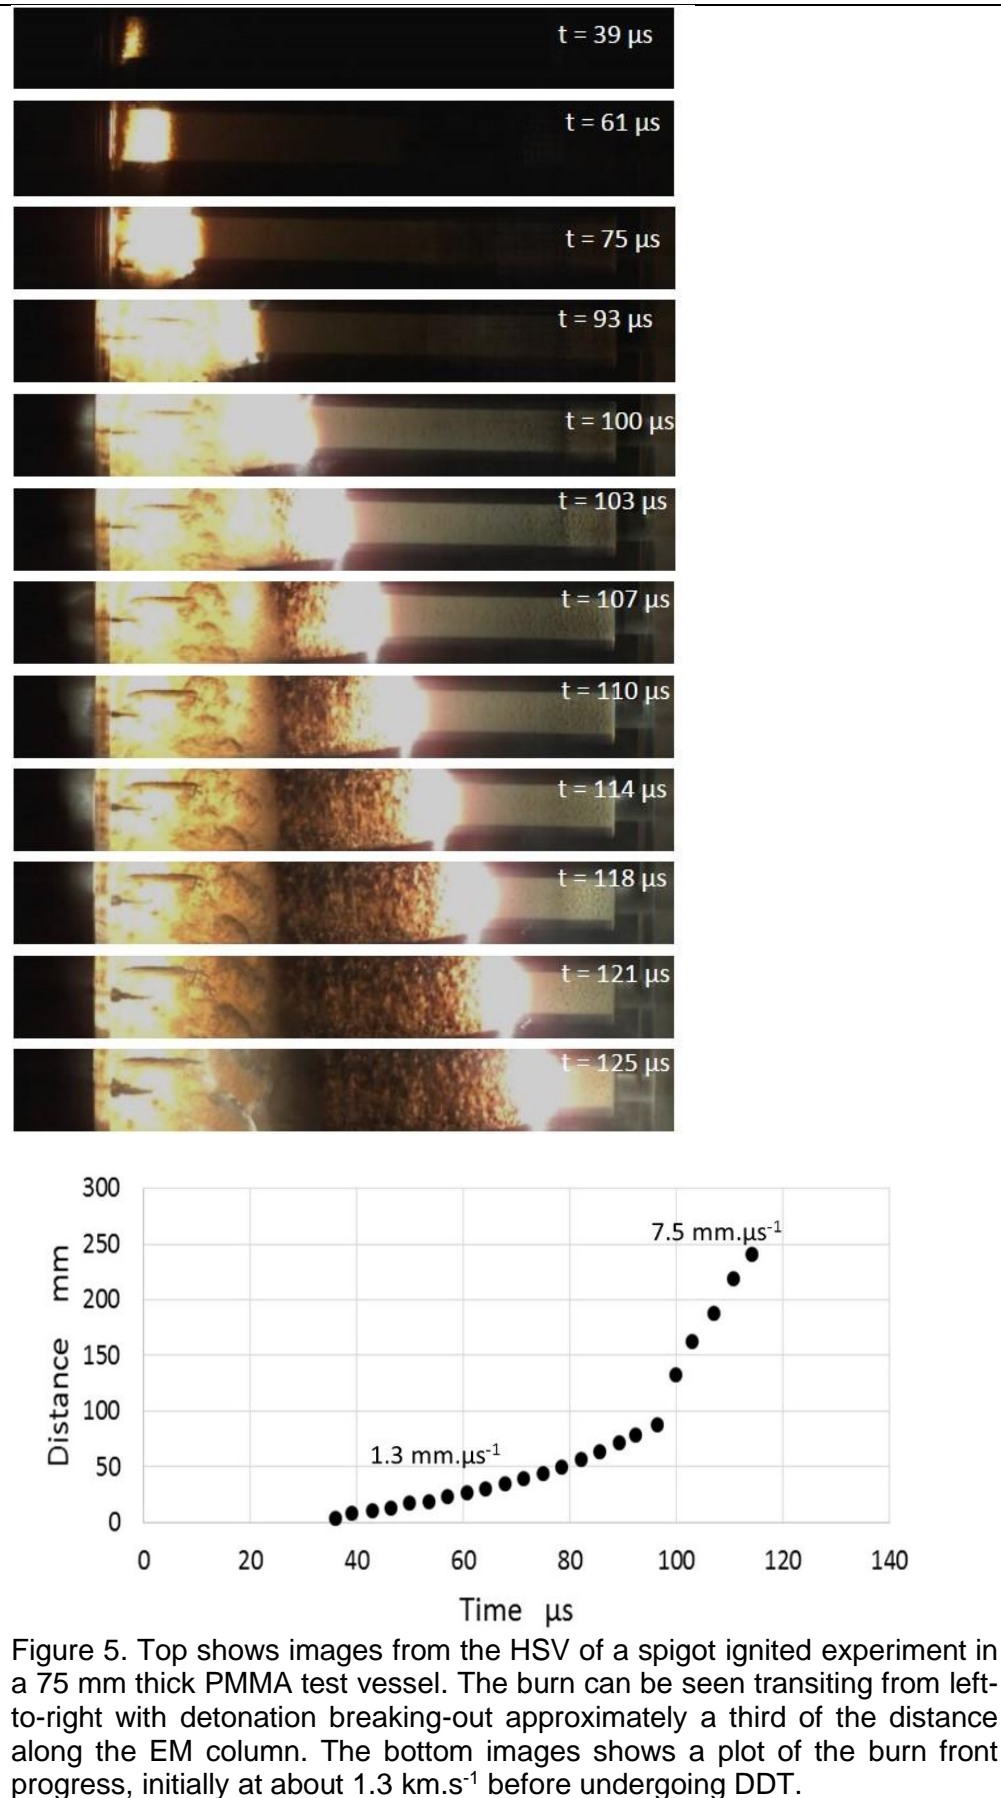 t = 39 µs
t = 61 µs
t = 75 µs
t = 93 µs
t = 100 µs
t = 103 µs
t = 107 µs
t = 110 µs
t = 114 µs
t = 118 µs
t = 121 µs
t = 125 µs
300
250
200
150
100
50
0
Distance mm
7.5 mm.µs⁻¹
1.3 mm.µs⁻¹
0 20 40 60 80 100 120 140
Time µs
Figure 5. Top shows images from the HSV of a spigot ignited experiment in
a 75 mm thick PMMA test vessel. The burn can be seen transiting from left-
to-right with detonation breaking-out approximately a third of the distance
along the EM column. The bottom images shows a plot of the burn front
progress, initially at about 1.3 km.s⁻¹ before undergoing DDT.